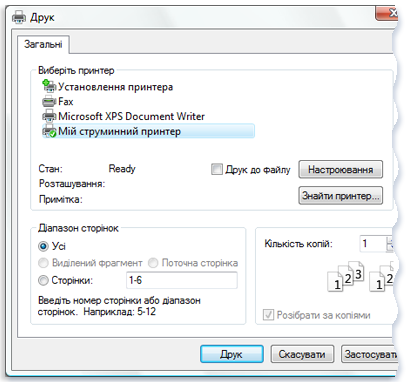 Друк
Загальні
Виберіть принтер
Установлення принтера
Fax
Microsoft XPS Document Writer
Мій струминний принтер
Стан: Ready
Друк до файлу
Настроювання
Розташування:
Примітка:
Знайти принтер...
Діапазон сторінок
Усі
Виділений фрагмент
Поточна сторінка
Сторінки: 1-6
Введіть номер сторінки або діапазон
сторінок. Наприклад: 5-12
Кількість копій: 1
1 2 3 1 2
Розібрати за копіями
Друк
Скасувати
Застосувать